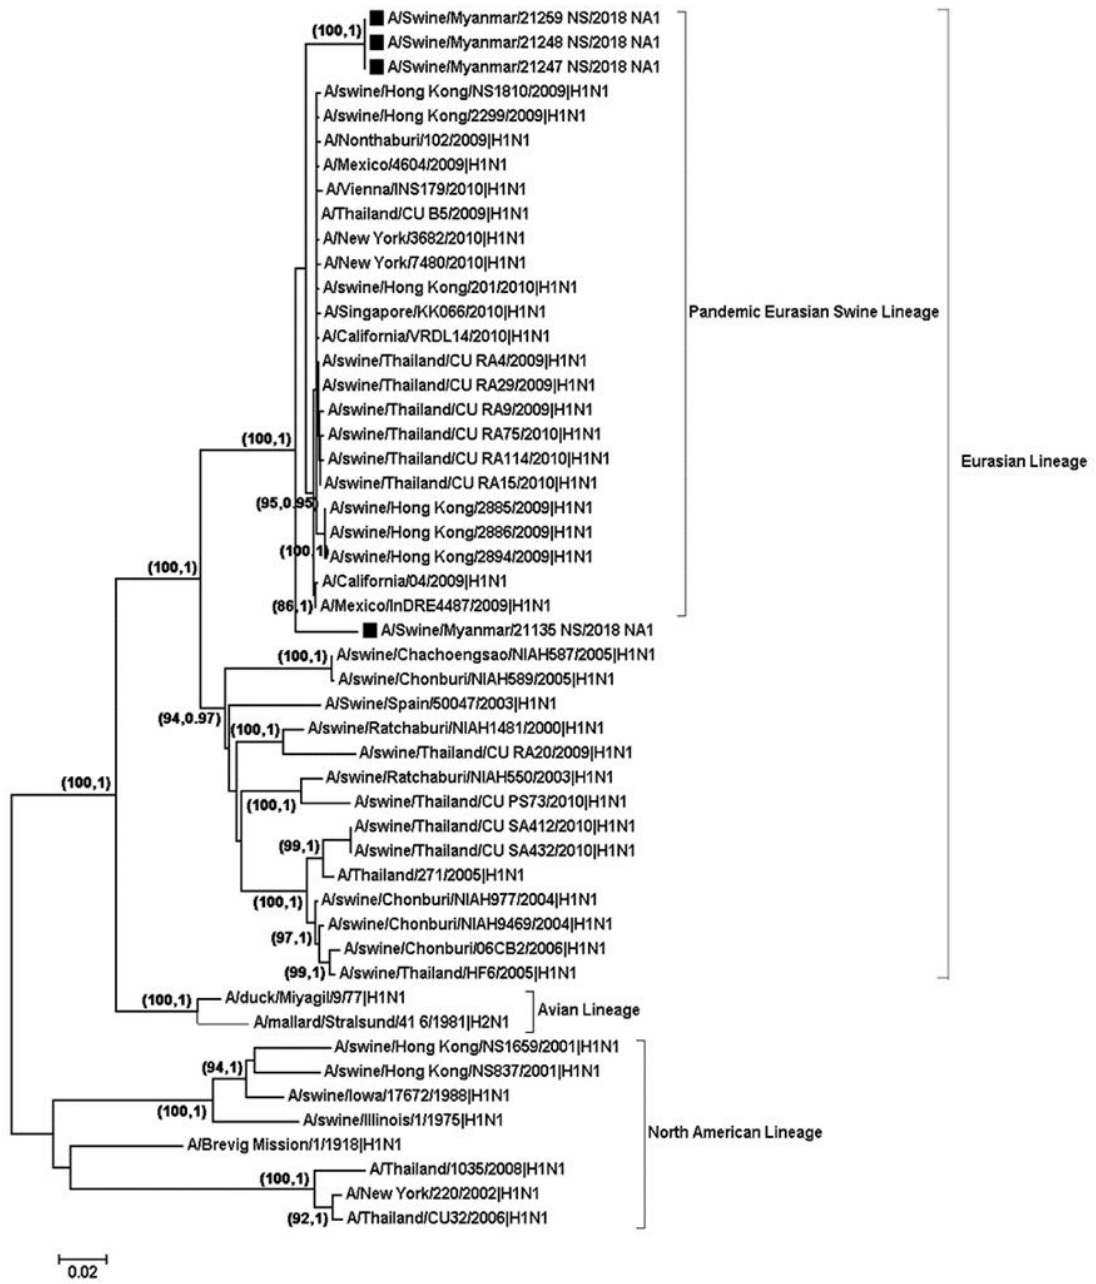 A/Swine/Myanmar/21259 NS/2018 NA1
(100,1)
A/Swine/Myanmar/21248 NS/2018 NA1
A/Swine/Myanmar/21247 NS/2018 NA1
A/swine/Hong Kong/NS1810/2009|H1N1
A/swine/Hong Kong/2299/2009|H1N1
A/Nonthaburi/102/2009|H1N1
A/Mexico/4604/2009|H1N1
A/Vienna/INS179/2010|H1N1
A/Thailand/CU B5/2009|H1N1
A/New York/3682/2010|H1N1
A/New York/7480/2010|H1N1
A/swine/Hong Kong/201/2010|H1N1
A/Singapore/KK066/2010|H1N1
Pandemic Eurasian Swine Lineage
A/California/VRDL14/2010|H1N1
A/swine/Thailand/CU RA4/2009|H1N1
A/swine/Thailand/CU RA29/2009|H1N1
A/swine/Thailand/CU RA9/2009|H1N1
A/swine/Thailand/CU RA75/2010|H1N1
(100,1)
A/swine/Thailand/CU RA114/2010|H1N1
Eurasian Lineage
A/swine/Thailand/CU RA15/2010|H1N1
(95,0.95)
A/swine/Hong Kong/2885/2009|H1N1
A/swine/Hong Kong/2886/2009|H1N1
(100,1)
A/swine/Hong Kong/2894/2009|H1N1
(100,1)
A/California/04/2009|H1N1
(86,1)
A/Mexico/InDRE4487/2009|H1N1
A/Swine/Myanmar/21135 NS/2018 NA1
(100,1)
A/swine/Chachoengsao/NIAH587/2005|H1N1
A/swine/Chonburi/NIAH589/2005|H1N1
A/Swine/Spain/50047/2003|H1N1
(94,0.97)
(100,1)
A/swine/Ratchaburi/NIAH1481/2000|H1N1
A/swine/Thailand/CU RA20/2009|H1N1
(100,1)
A/swine/Ratchaburi/NIAH550/2003|H1N1
(100,1)
A/swine/Thailand/CU PS73/2010|H1N1
A/swine/Thailand/CU SA412/2010|H1N1
(99,1)
A/swine/Thailand/CU SA432/2010|H1N1
A/Thailand/271/2005|H1N1
(100,1)
A/swine/Chonburi/NIAH977/2004|H1N1
A/swine/Chonburi/NIAH9469/2004|H1N1
(97,1)
A/swine/Chonburi/06CB2/2006|H1N1
(99,1)
A/swine/Thailand/HF6/2005|H1N1
(100,1)
A/duck/Miyagil/9/77|H1N1
Avian Lineage
A/mallard/Stralsund/41 6/1981|H2N1
A/swine/Hong Kong/NS1659/2001|H1N1
(94,1)
A/swine/Hong Kong/NS837/2001|H1N1
A/swine/Iowa/17672/1988|H1N1
(100,1)
A/swine/Illinois/1/1975|H1N1
North American Lineage
A/Brevig Mission/1/1918|H1N1
A/Thailand/1035/2008|H1N1
(100,1)
A/New York/220/2002|H1N1
(92,1)
A/Thailand/CU32/2006|H1N1
0.02